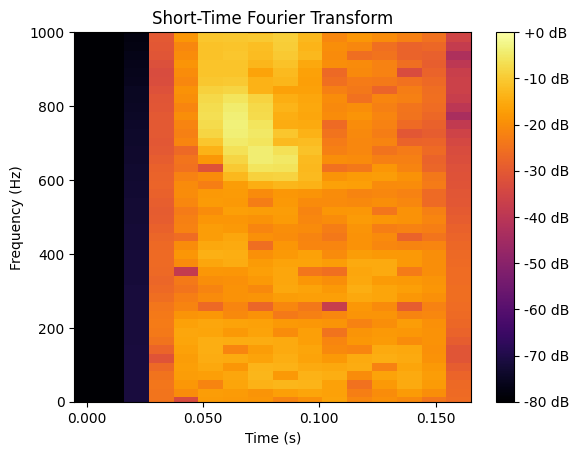 Short-Time Fourier Transform
1000
800
600
400
200
0
Frequency (Hz)
0.000
0.050
0.100
0.150
Time (s)
+0 dB
-10 dB
-20 dB
-30 dB
-40 dB
-50 dB
-60 dB
-70 dB
-80 dB